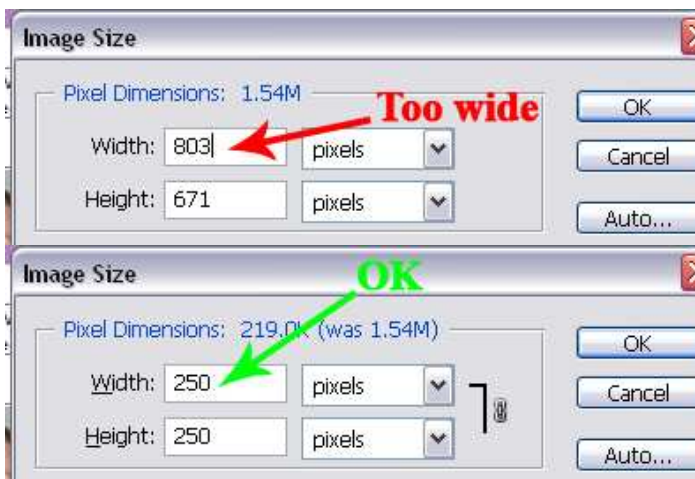 Image Size
Pixel Dimensions: 1.54M
Too wide
OK
Width: 803 pixels
Cancel
Height: 671 pixels
Auto...
Image Size
OK
Pixel Dimensions: 219.0K (was 1.54M)
OK
Width: 250 pixels
Cancel
Height: 250 pixels
Auto...